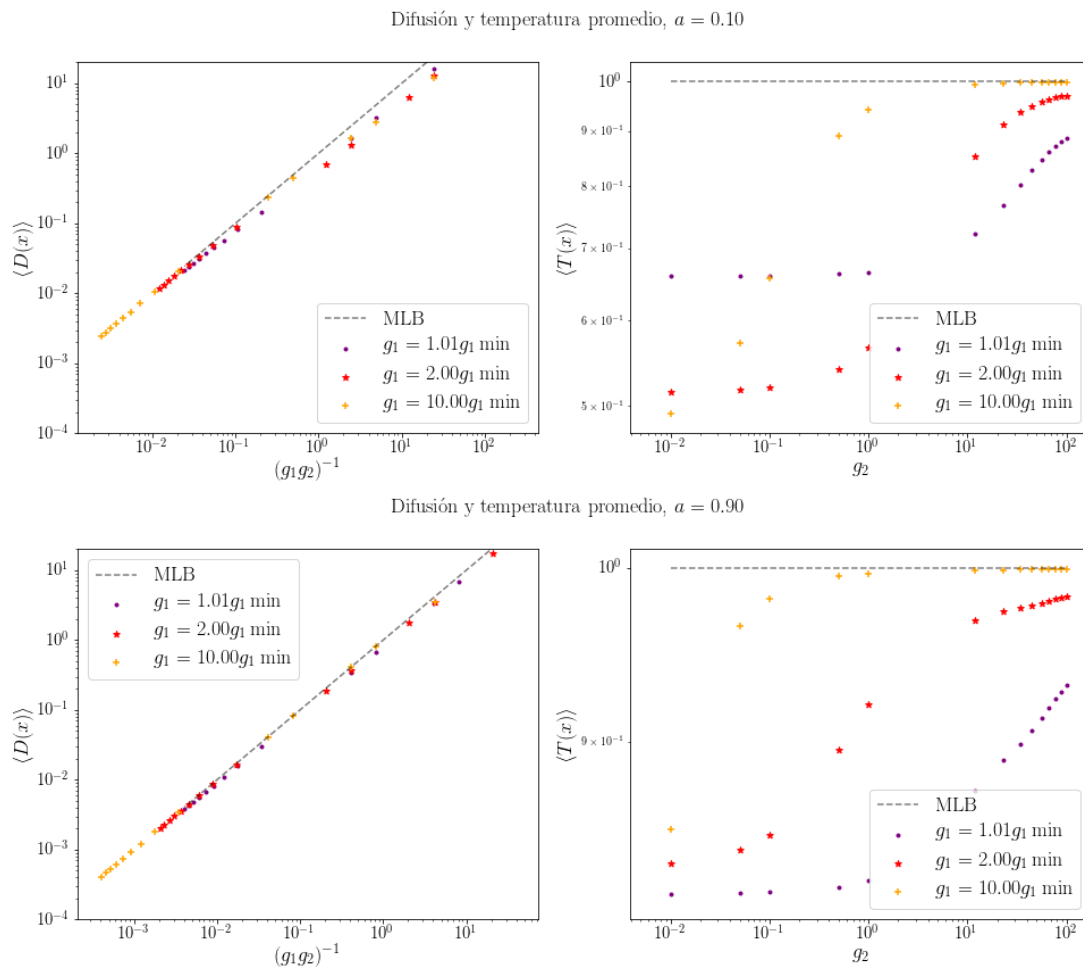 Difusión y temperatura promedio, a = 0.10
⟨D(x)⟩
10^1
10^0
10^-1
10^-2
10^-3
10^-4
MLB
g_1 = 1.01g_1 min
g_1 = 2.00g_1 min
g_1 = 10.00g_1 min
10^-2 10^-1 10^0 10^1 10^2
(g_1g_2)^-1
⟨T(x)⟩
10^0
9 × 10^-1
8 × 10^-1
7 × 10^-1
6 × 10^-1
5 × 10^-1
MLB
g_1 = 1.01g_1 min
g_1 = 2.00g_1 min
g_1 = 10.00g_1 min
10^-2 10^-1 10^0 10^1 10^2
g_2
Difusión y temperatura promedio, a = 0.90
⟨D(x)⟩
10^1
10^0
10^-1
10^-2
10^-3
10^-4
MLB
g_1 = 1.01g_1 min
g_1 = 2.00g_1 min
g_1 = 10.00g_1 min
10^-3 10^-2 10^-1 10^0 10^1
(g_1g_2)^-1
⟨T(x)⟩
10^0
9 × 10^-1
MLB
g_1 = 1.01g_1 min
g_1 = 2.00g_1 min
g_1 = 10.00g_1 min
10^-2 10^-1 10^0 10^1 10^2
g_2